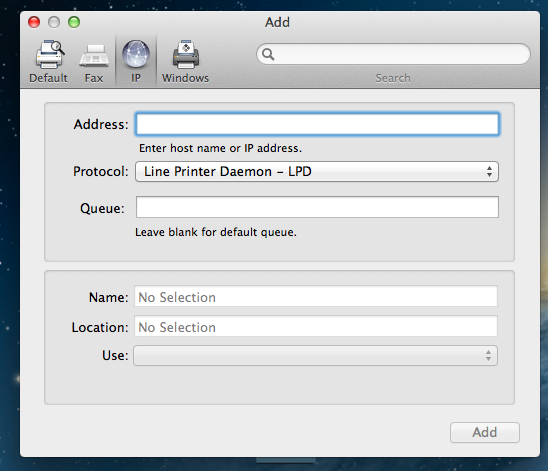 Add
Default Fax IP Windows
Search
Address:
Enter host name or IP address.
Protocol: Line Printer Daemon – LPD
Queue:
Leave blank for default queue.
Name: No Selection
Location: No Selection
Use:
Add